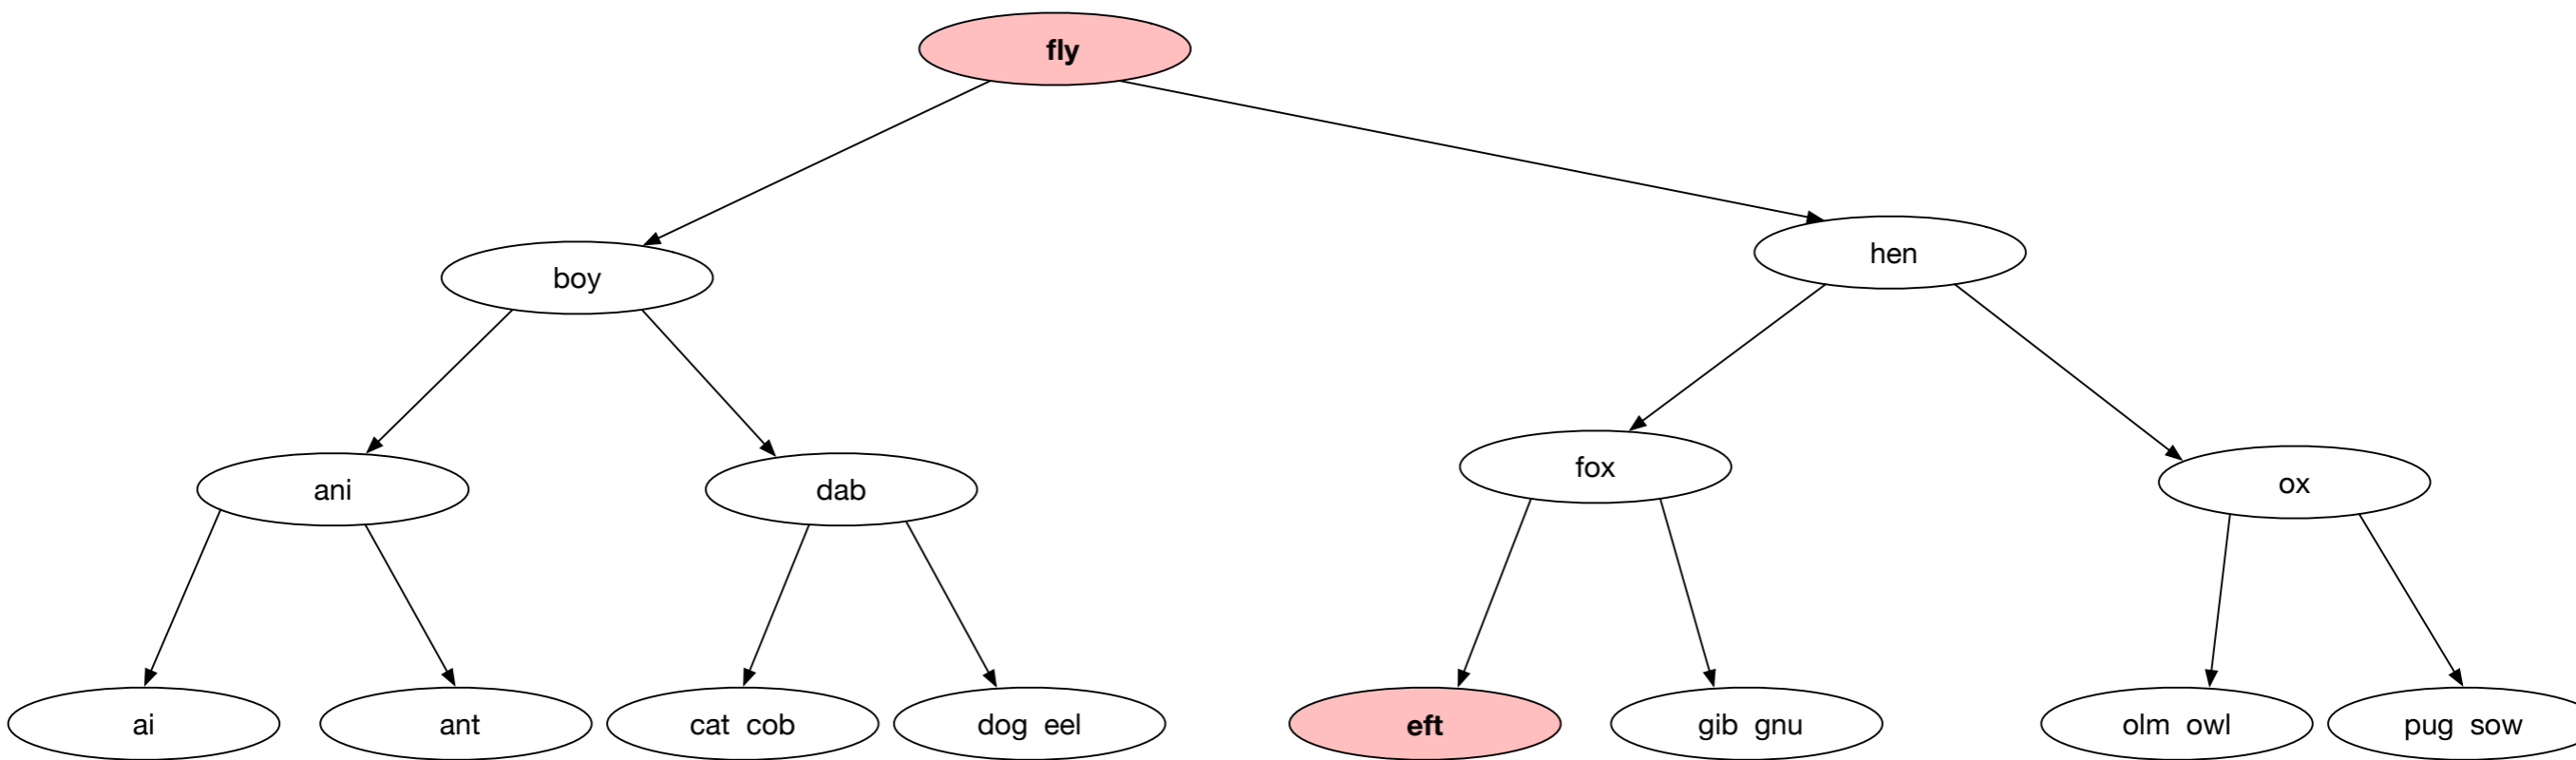 fly
boy
hen
ani
dab
fox
ox
ai
ant
cat cob
dog eel
eft
gib gnu
olm owl
pug sow